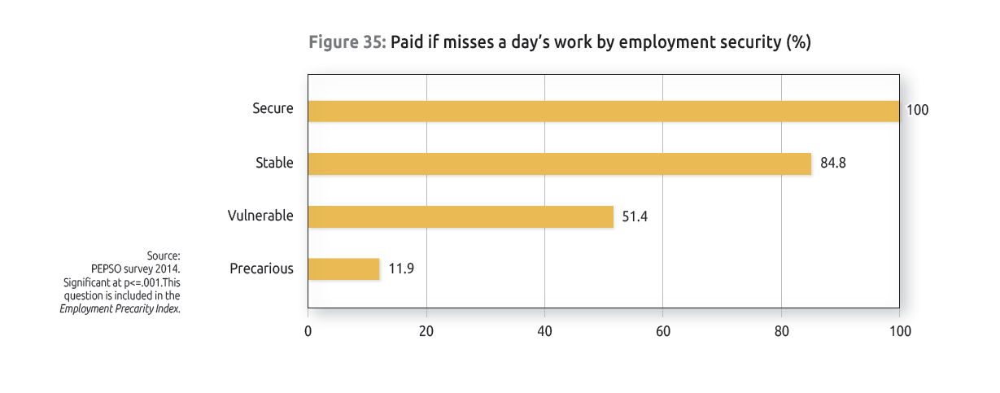 Figure 35: Paid if misses a day’s work by employment security (%)
Secure
100
Stable
84.8
Vulnerable
51.4
Precarious
11.9
0 20 40 60 80 100
Source:
PEPSO survey 2014.
Significant at p<=.001.This
question is included in the
Employment Precarity Index.